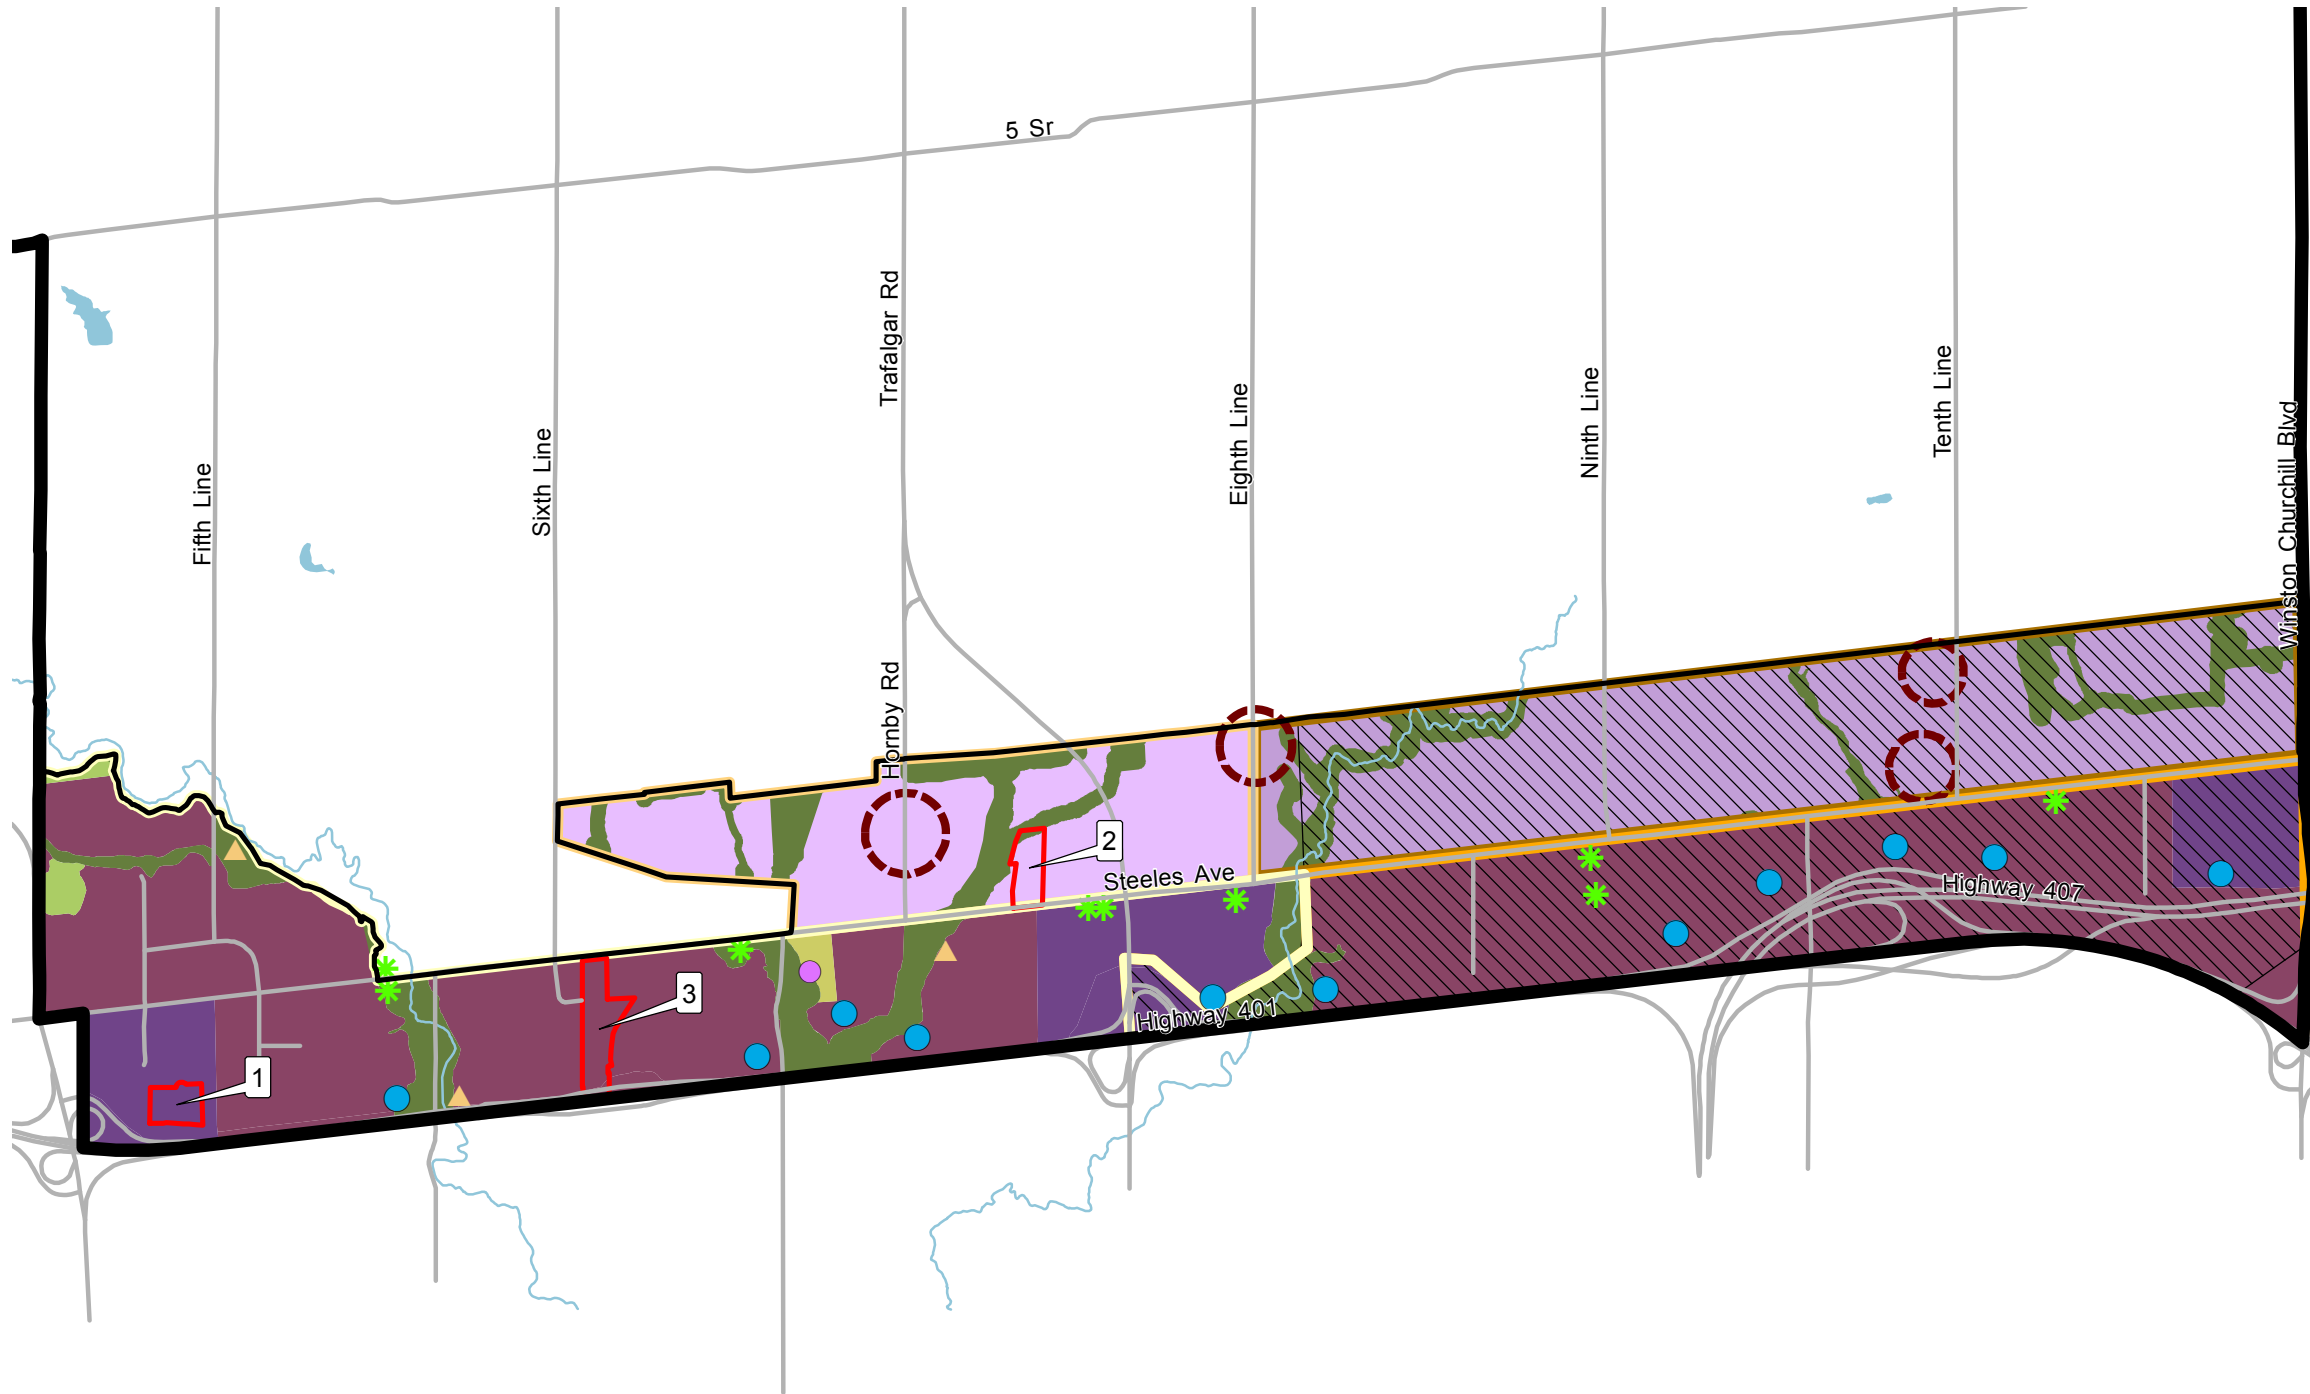 5 Sr
Trafalgar Rd
Tenth Line
Ninth Line
Eighth Line
Winston Churchill Blvd
Sixth Line
Fifth Line
Hornby Rd
2
Steeles Ave
Highway 407
3
Highway 401
1